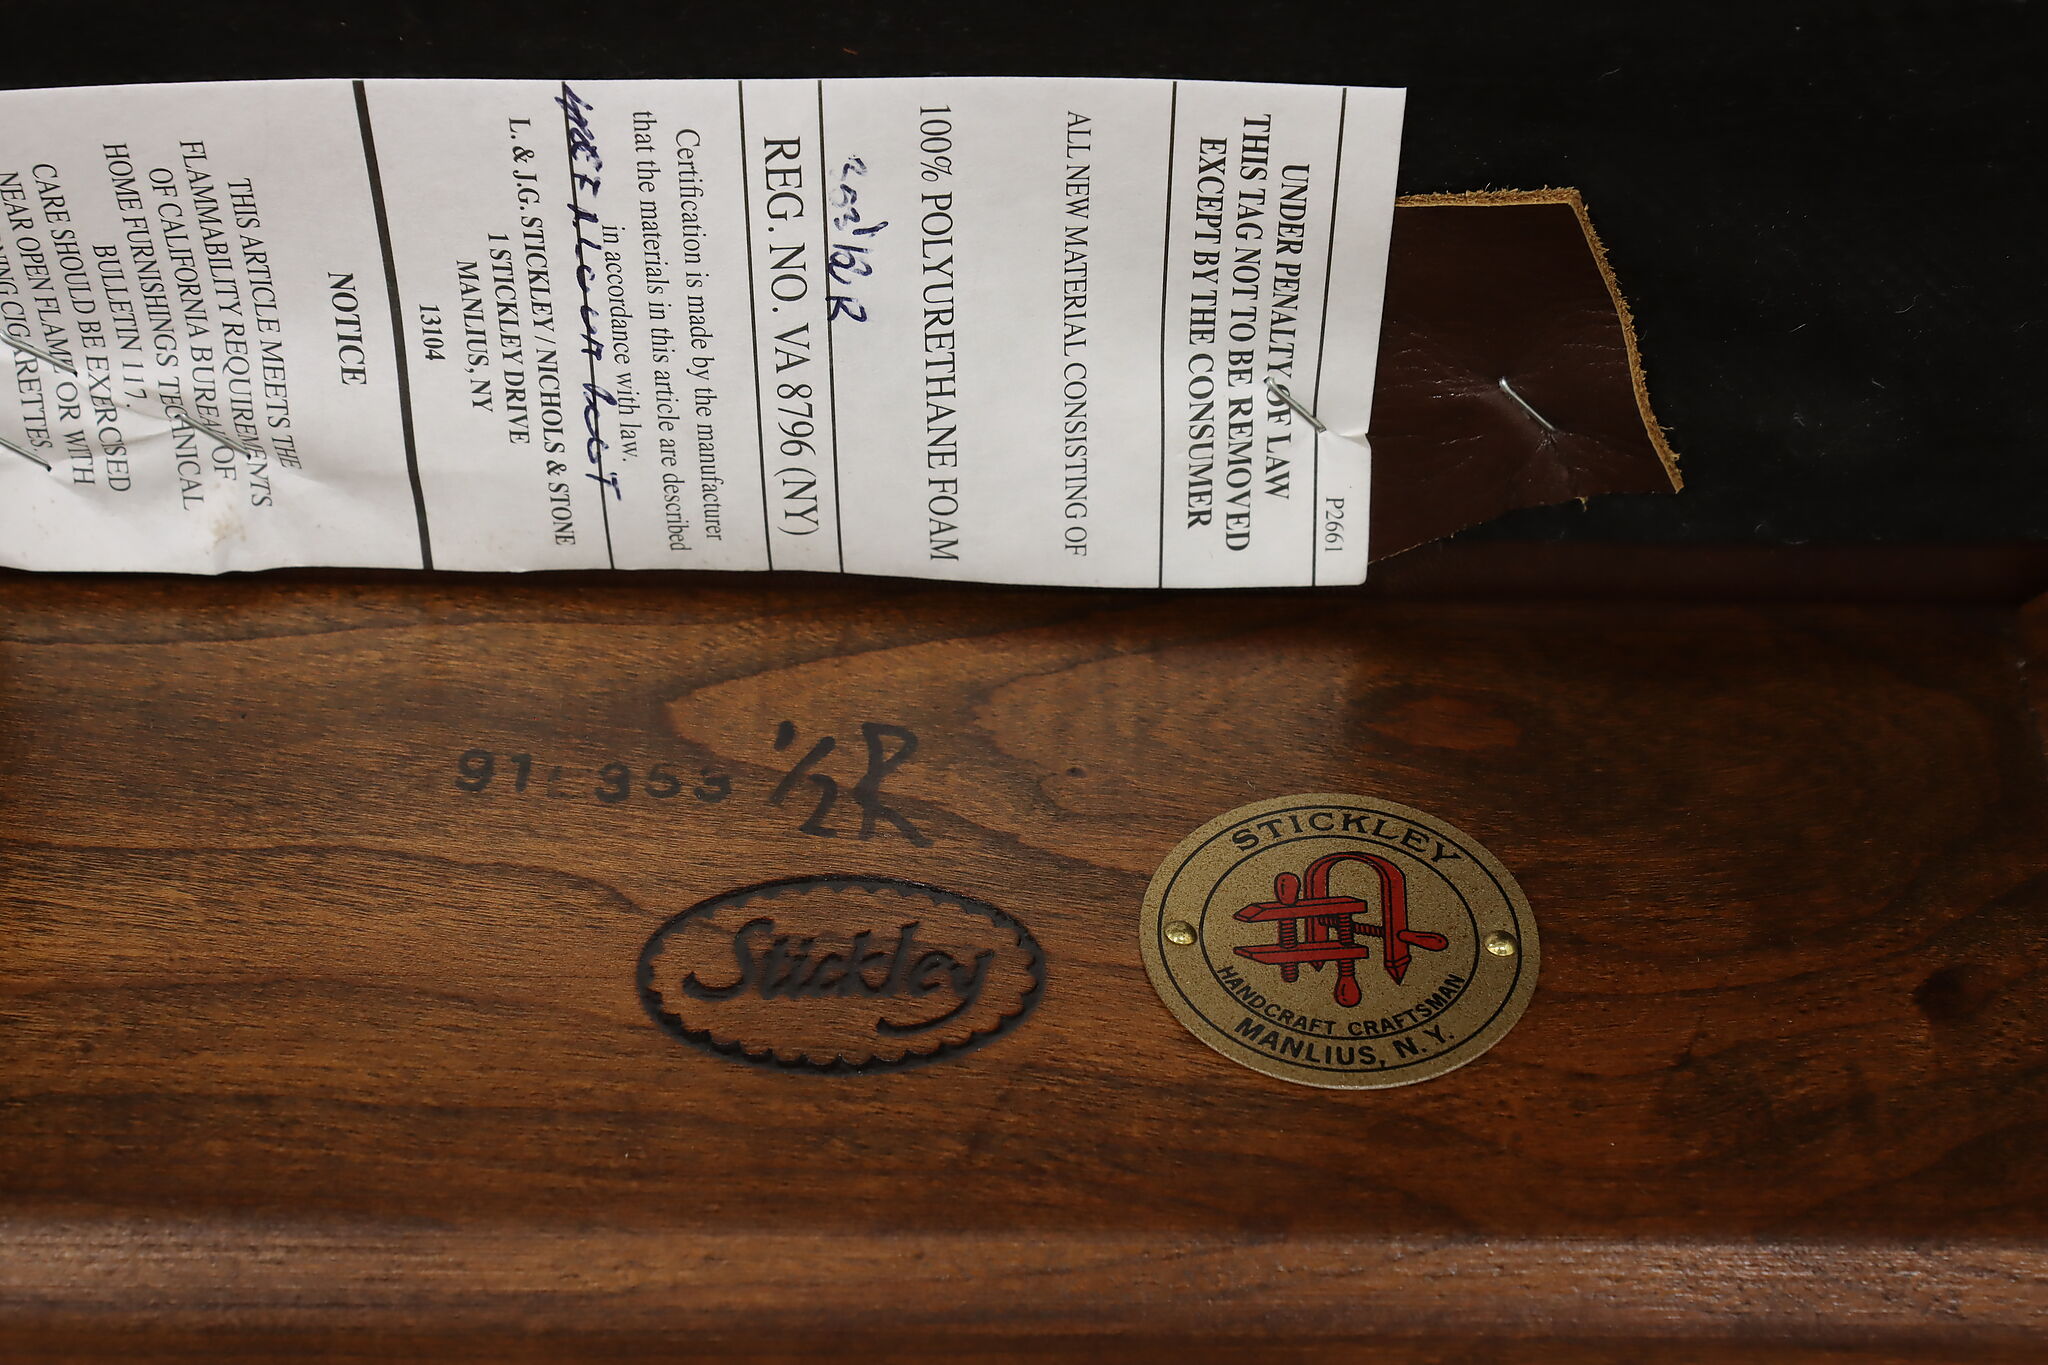 P2661
UNDER PENALTY OF LAW
THIS TAG NOT TO BE REMOVED
EXCEPT BY THE CONSUMER
ALL NEW MATERIAL CONSISTING OF
100% POLYURETHANE FOAM
REG. NO. VA 8796 (NY)
Certification is made by the manufacturer
that the materials in this article are described
in accordance with law.
L. & J.G. STICKLEY / NICHOLS & STONE
1 STICKLEY DRIVE
MANLIUS, NY
13104
NOTICE
THIS ARTICLE MEETS THE
FLAMMABILITY REQUIREMENTS
OF CALIFORNIA BUREAU OF
HOME FURNISHINGS TECHNICAL
BULLETIN 117.
CARE SHOULD BE EXERCISED
NEAR OPEN FLAME OR WITH
CIGARETTES.
1/2 R
Stickley
STICKLEY
HANDCRAFT CRAFTSMAN
MANLIUS, N.Y.